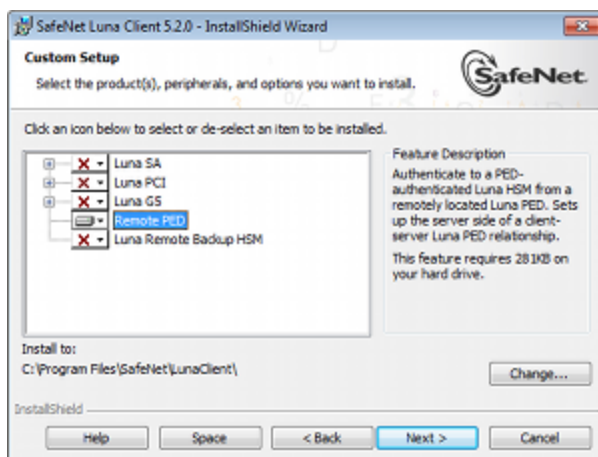 SafeNet Luna Client 5.2.0 - InstallShield Wizard
Custom Setup
Select the product(s), peripherals, and options you want to install.
SafeNet
Click an icon below to select or de-select an item to be installed.
Luna SA
Luna PCI
Luna G5
Remote PED
Luna Remote Backup HSM
Feature Description
Authenticate to a PED-
authenticated Luna HSM from a
remotely located Luna PED. Sets
up the server side of a client-
server Luna PED relationship.
This feature requires 281KB on
your hard drive.
Install to:
C:\Program Files\SafeNet\LunaClient\
Change...
InstallShield
Help
Space
< Back
Next >
Cancel